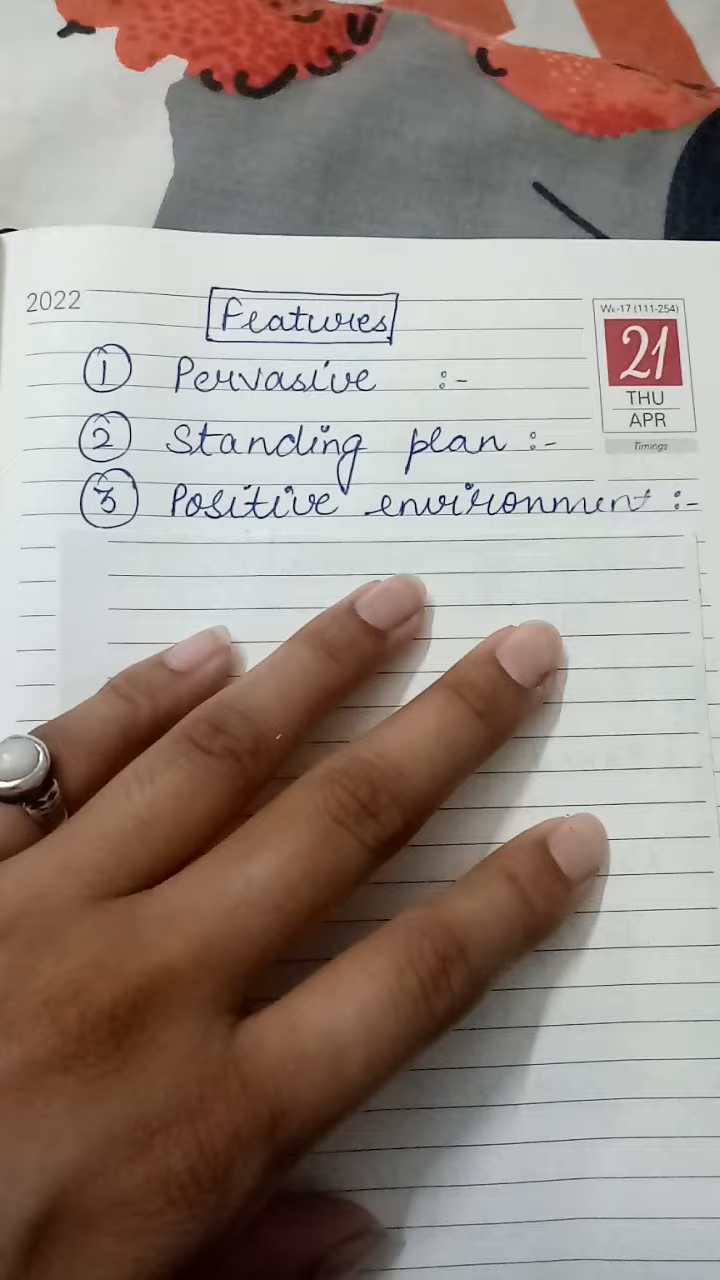 2022
Features
Wk-17 (111-254)
21
THU
APR
Timings
① Pervasive :-
② Standing plan :-
③ Positive environment :-